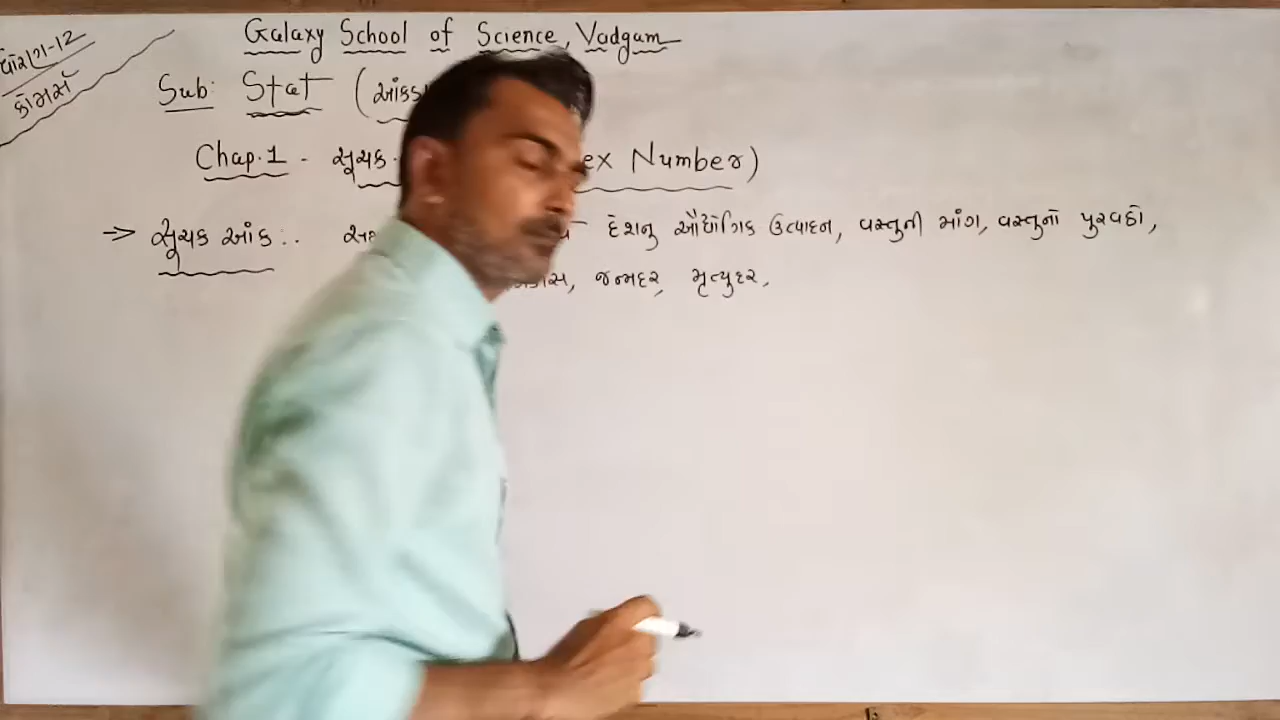 ધોરણ-12
કોમર્સ
Galaxy School of Science, Vadgam
Sub: Stat (આંકડ
Chap.1 - સૂચક ex Number)
→ સૂચક આંક :. દેશનુ ઔદ્યોગિક ઉત્પાદન, વસ્તુની માંગ, વસ્તુનો પુરવઠો,
જન્મદર, મૃત્યુદર,